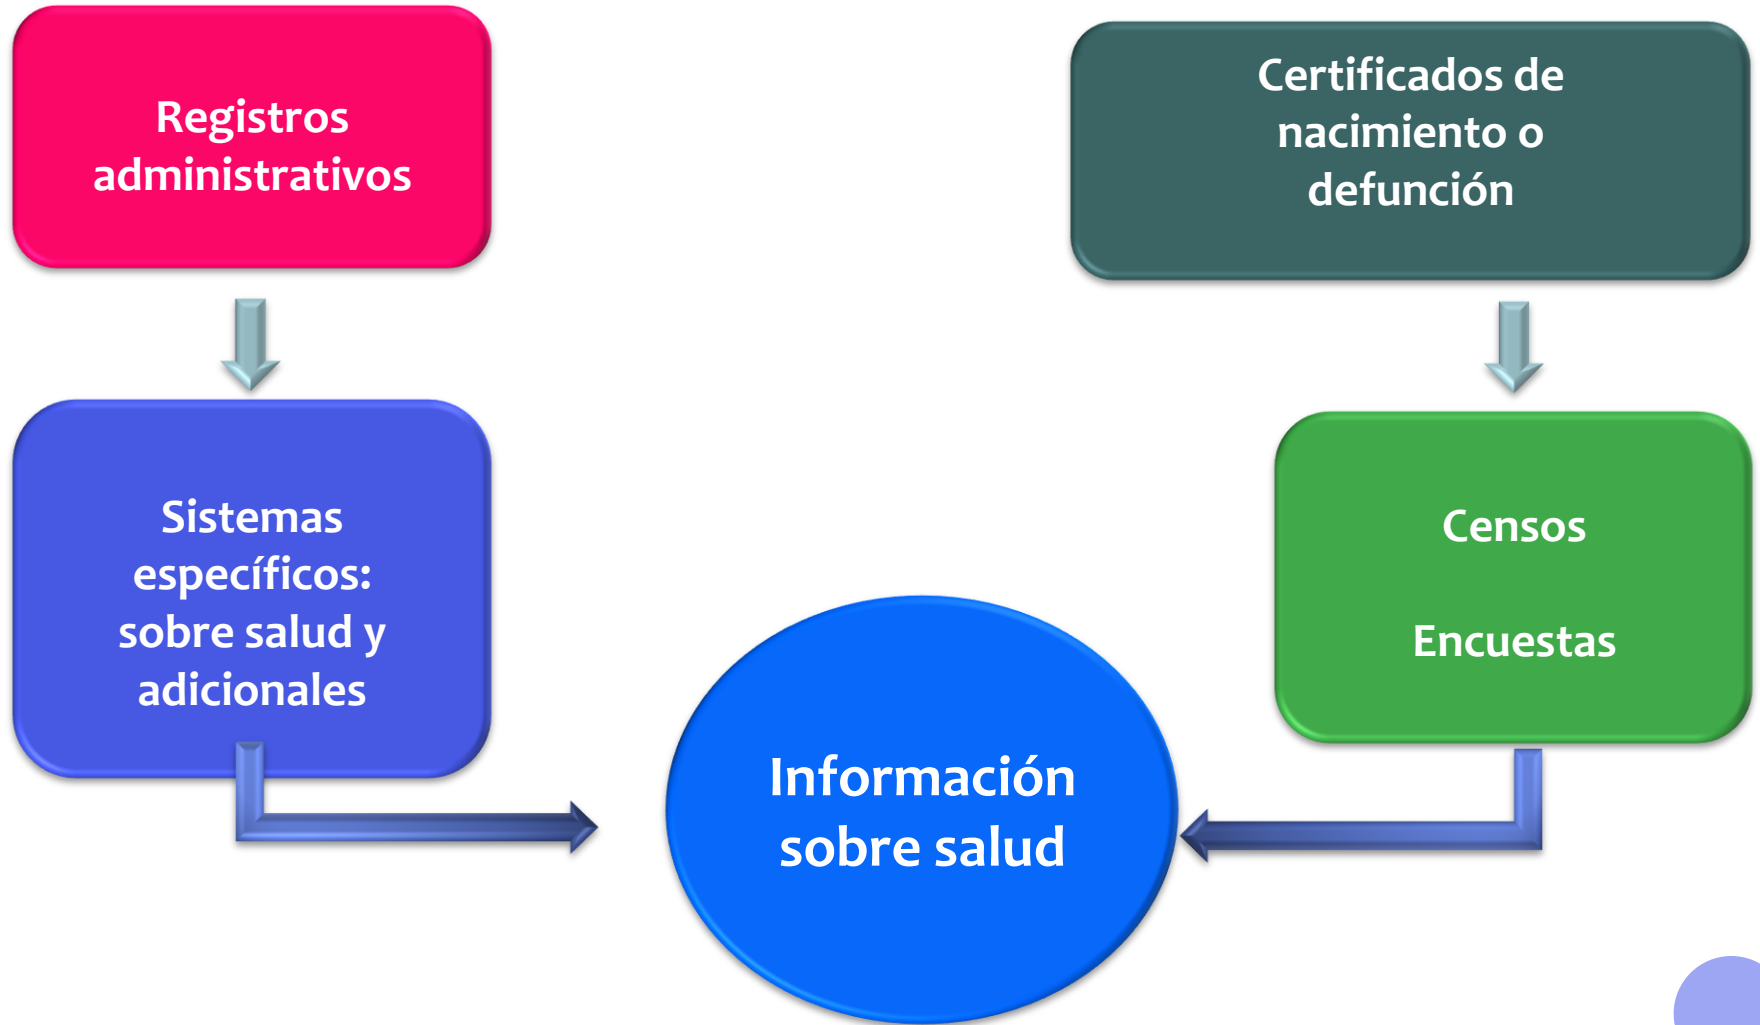 Registros
administrativos
Certificados de
nacimiento o
defunción
Sistemas
específicos:
sobre salud y
adicionales
Censos
Encuestas
Información
sobre salud